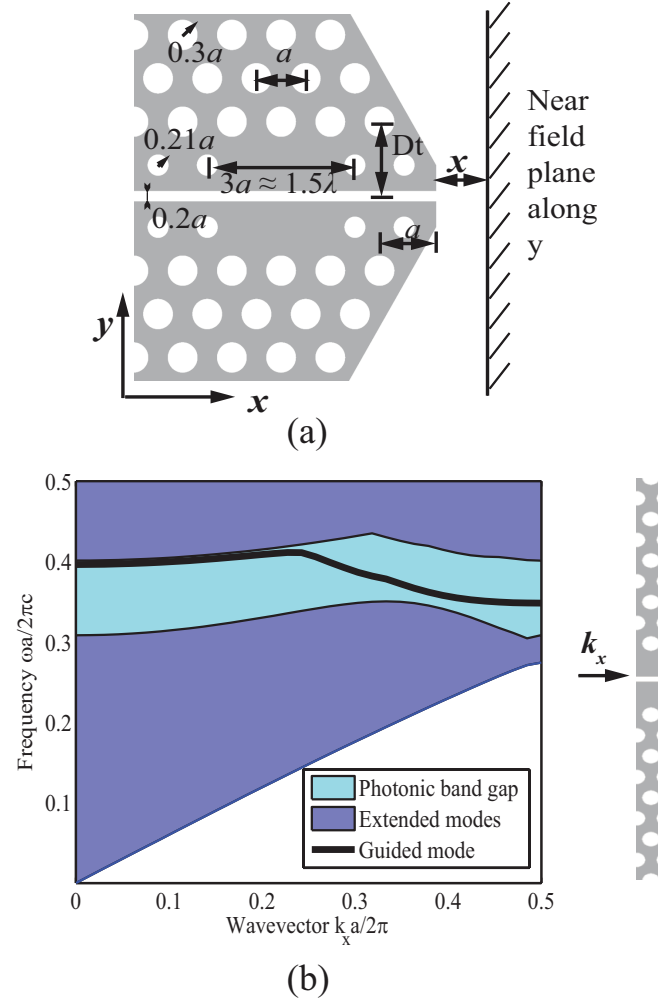 0.3a
a
0.21a
Dt
3a ≈ 1.5λ
0.2a
a
x
Near
field
plane
along
y
y
x
(a)
0.5
0.4
0.3
0.2
0.1
Frequency ωa/2πc
Photonic band gap
Extended modes
Guided mode
0 0.1 0.2 0.3 0.4 0.5
Wavevector k_x a/2π
k_x
(b)